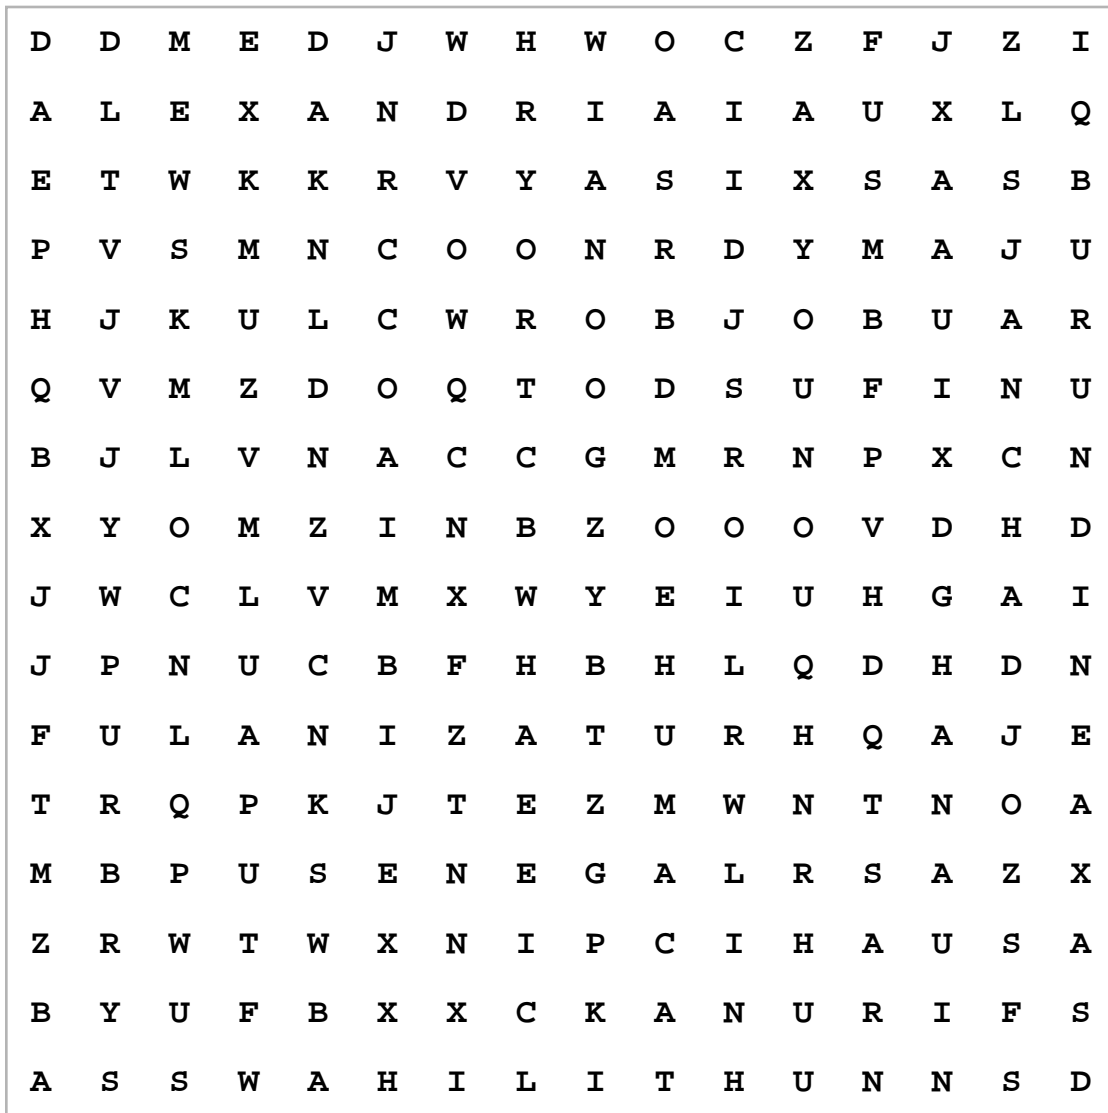 D D M E D J W H W O C Z F J Z I
A L E X A N D R I A I A U X L Q
E T W K K R V Y A S I X S A S B
P V S M N C O O N R D Y M A J U
H J K U L C W R O B J O B U A R
Q V M Z D O Q T O D S U F I N U
B J L V N A C C G M R N P X C N
X Y O M Z I N B Z O O O V D H D
J W C L V M X W Y E I U H G A I
J P N U C B F H B H L Q D H D N
F U L A N I Z A T U R H Q A J E
T R Q P K J T E Z M W N T N O A
M B P U S E N E G A L R S A Z X
Z R W T W X N I P C I H A U S A
B Y U F B X X C K A N U R I F S
A S S W A H I L I T H U N N S D